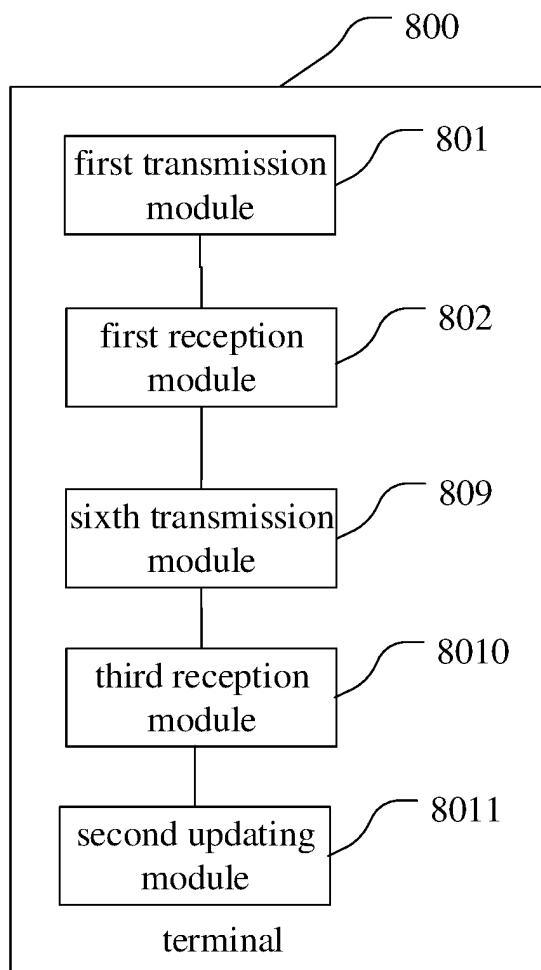 800
first transmission
module
801
first reception
module
802
sixth transmission
module
809
third reception
module
8010
second updating
module
8011
terminal